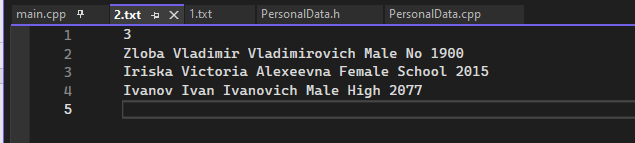 main.cpp 2.txt 1.txt PersonalData.h PersonalData.cpp
1 3
2 Zloba Vladimir Vladimirovich Male No 1900
3 Iriska Victoria Alexeevna Female School 2015
4 Ivanov Ivan Ivanovich Male High 2077
5